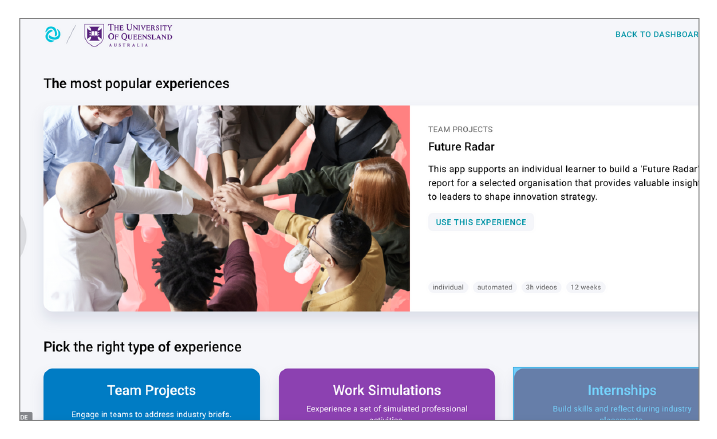 THE UNIVERSITY
OF QUEENSLAND
AUSTRALIA
BACK TO DASHBOAR
The most popular experiences
TEAM PROJECTS
Future Radar
This app supports an individual learner to build a 'Future Radar'
report for a selected organisation that provides valuable insigh
to leaders to shape innovation strategy.
USE THIS EXPERIENCE
individual automated 3h videos 12 weeks
Pick the right type of experience
Team Projects Work Simulations Internships
Engage in teams to address industry briefs. Eexperience a set of simulated professional Build skills and reflect during industry
DE